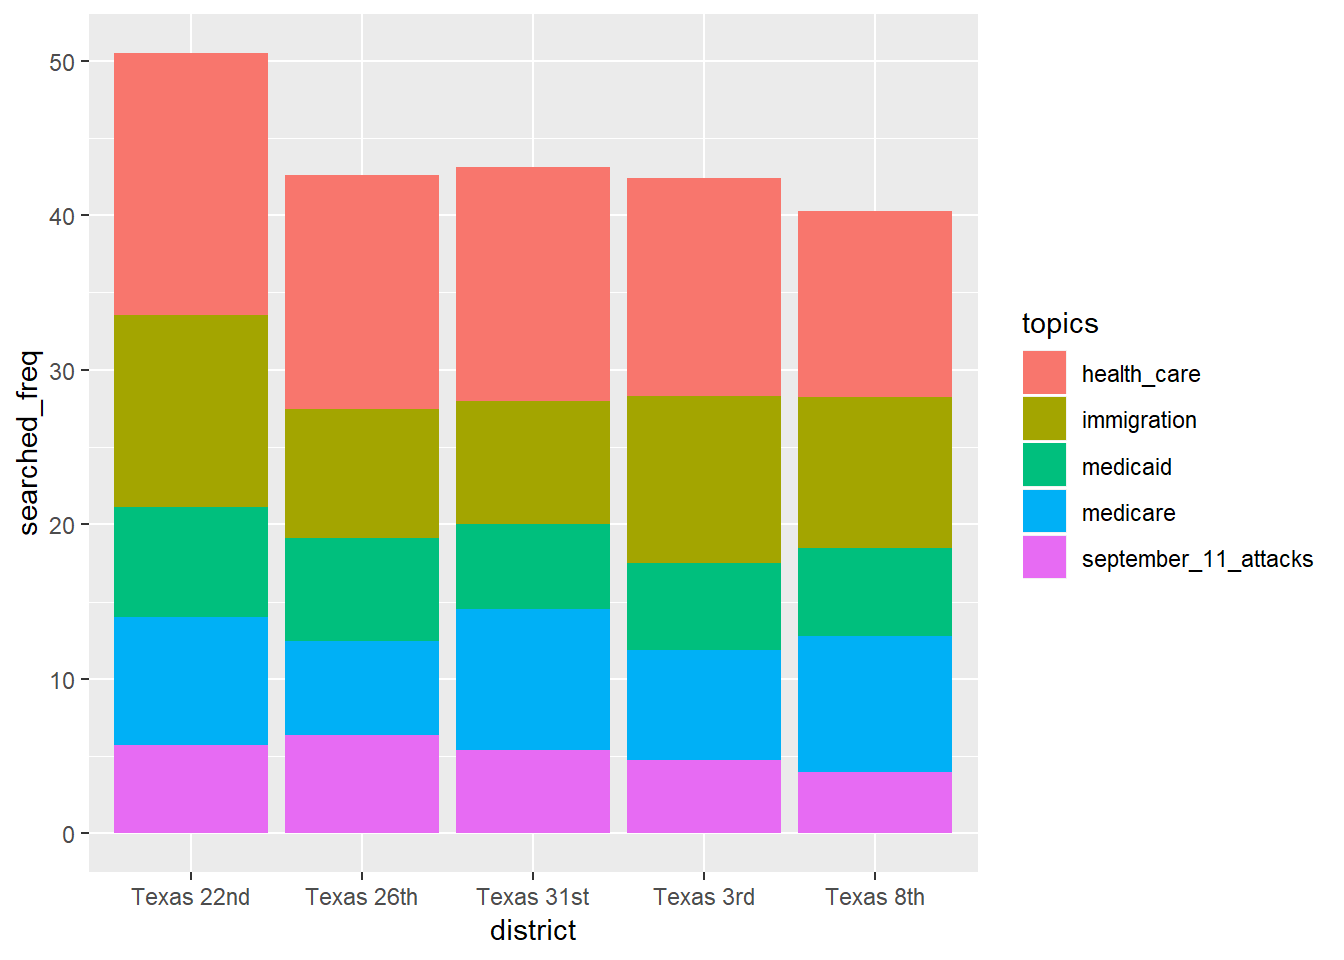 50
40
30
20
10
0
searched_freq
Texas 22nd
Texas 26th
Texas 31st
Texas 3rd
Texas 8th
district
topics
health_care
immigration
medicaid
medicare
september_11_attacks